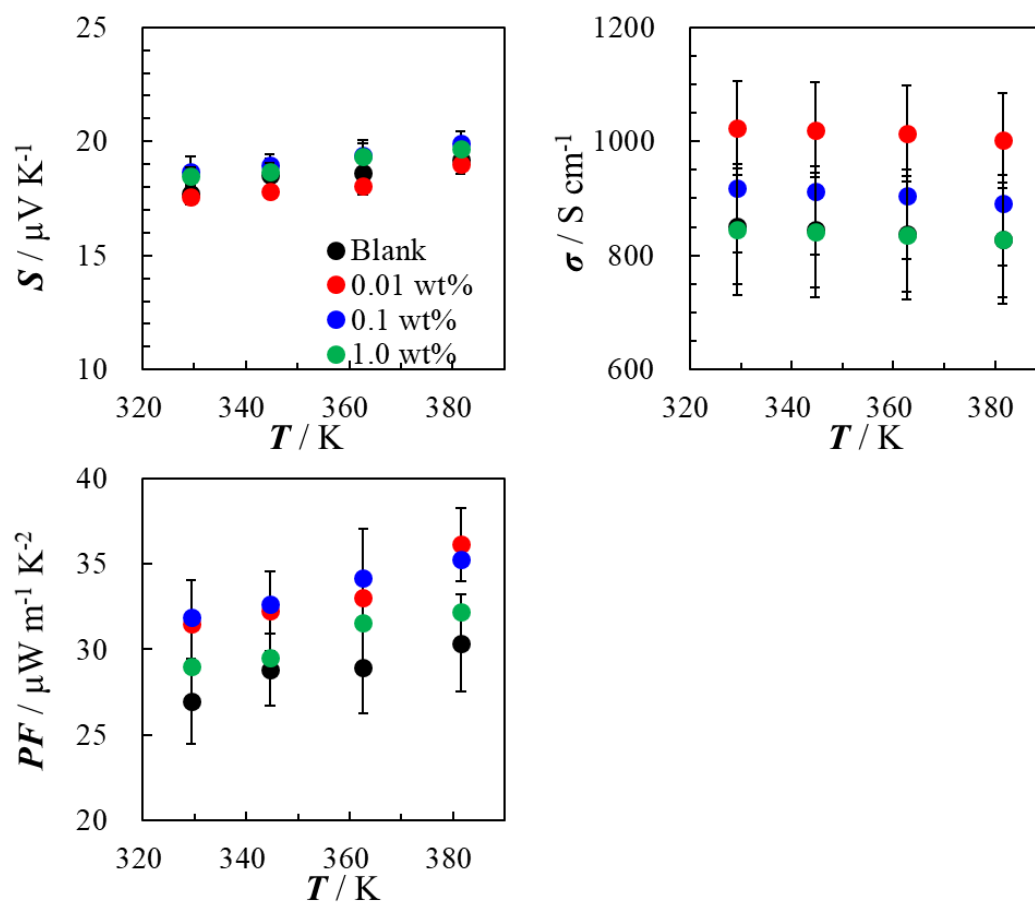 25
20
15
10
S / µV K⁻¹
Blank
0.01 wt%
0.1 wt%
1.0 wt%
320 340 360 380
T / K
1200
1000
800
600
σ / S cm⁻¹
320 340 360 380
T / K
40
35
30
25
20
PF / µW m⁻¹ K⁻²
320 340 360 380
T / K